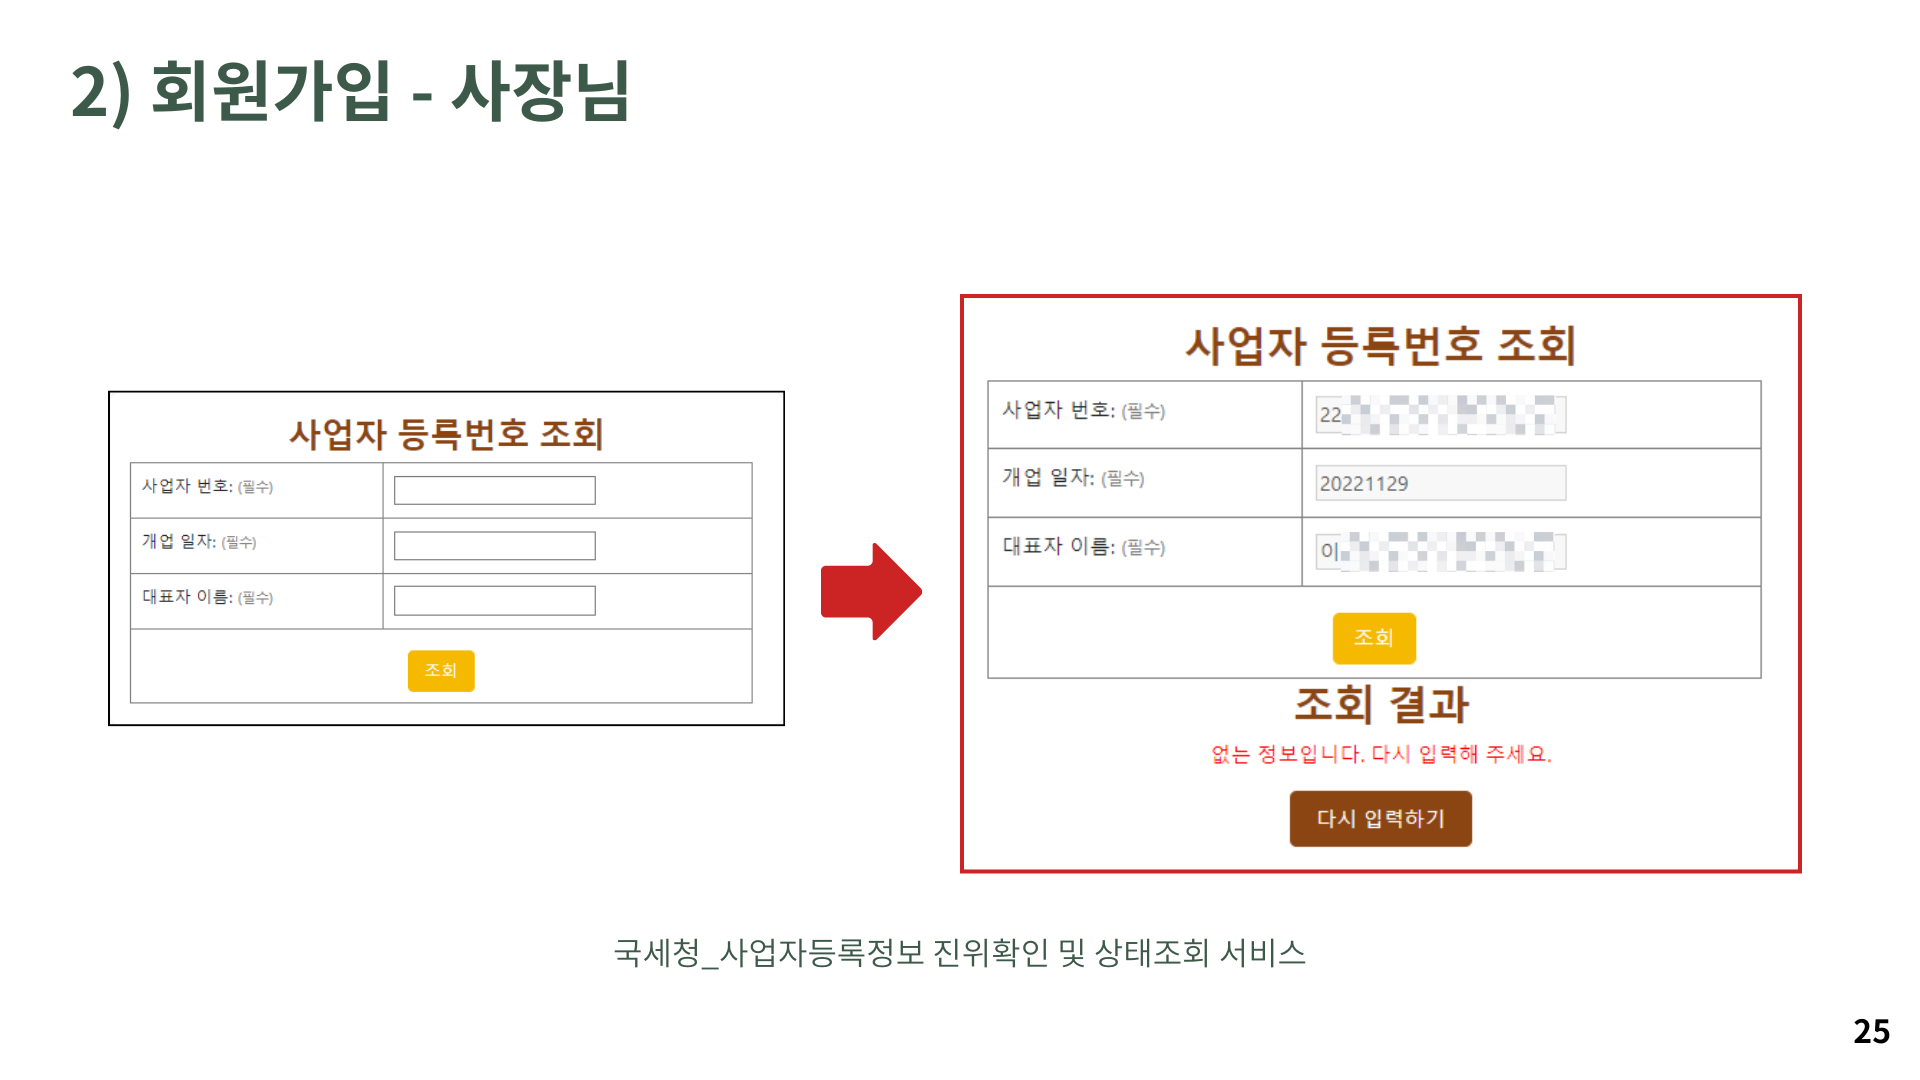 2) 회원가입 - 사장님
사업자 등록번호 조회
사업자 번호: (필수)
개업 일자: (필수)
대표자 이름: (필수)
조회
사업자 등록번호 조회
사업자 번호: (필수) 22
개업 일자: (필수) 20221129
대표자 이름: (필수) 이
조회
조회 결과
없는 정보입니다. 다시 입력해 주세요.
다시 입력하기
국세청_사업자등록정보 진위확인 및 상태조회 서비스
25